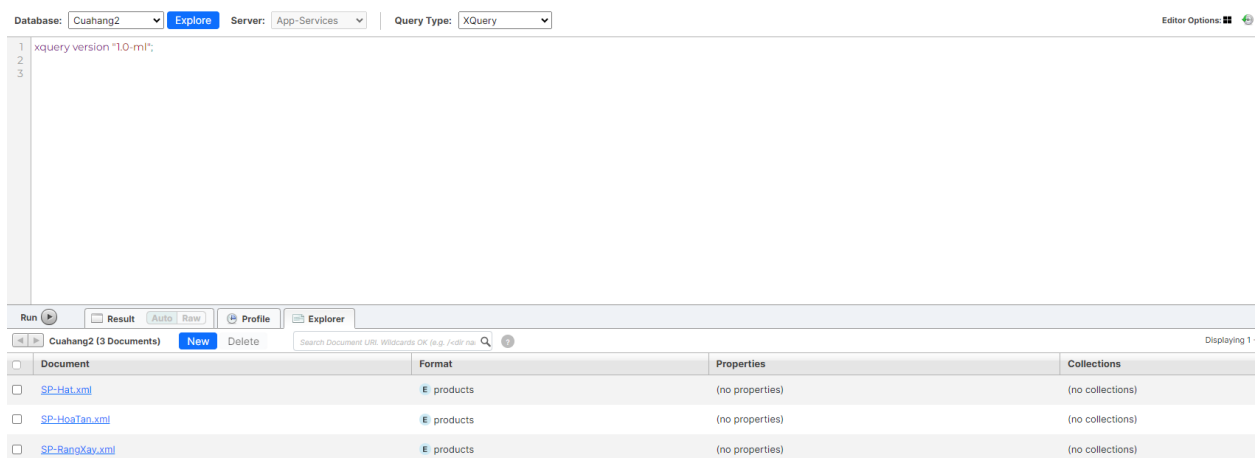 Database: Cuahang2 Explore Server: App-Services Query Type: XQuery Editor Options:
1 xquery version "1.0-ml";
2
3
Run Result Auto Raw Profile Explorer
Cuahang2 (3 Documents) New Delete Search Document URI. Wildcards OK (e.g. /<dir na Displaying 1 -
Document Format Properties Collections
SP-Hat.xml E products (no properties) (no collections)
SP-HoaTan.xml E products (no properties) (no collections)
SP-RangXay.xml E products (no properties) (no collections)